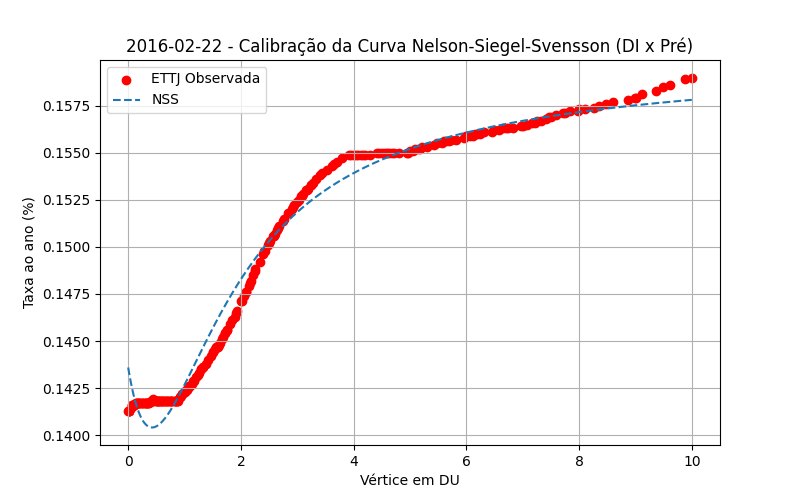 2016-02-22 - Calibração da Curva Nelson-Siegel-Svensson (DI x Pré)
ETTJ Observada
NSS
Taxa ao ano (%)
0.1575
0.1550
0.1525
0.1500
0.1475
0.1450
0.1425
0.1400
0 2 4 6 8 10
Vértice em DU